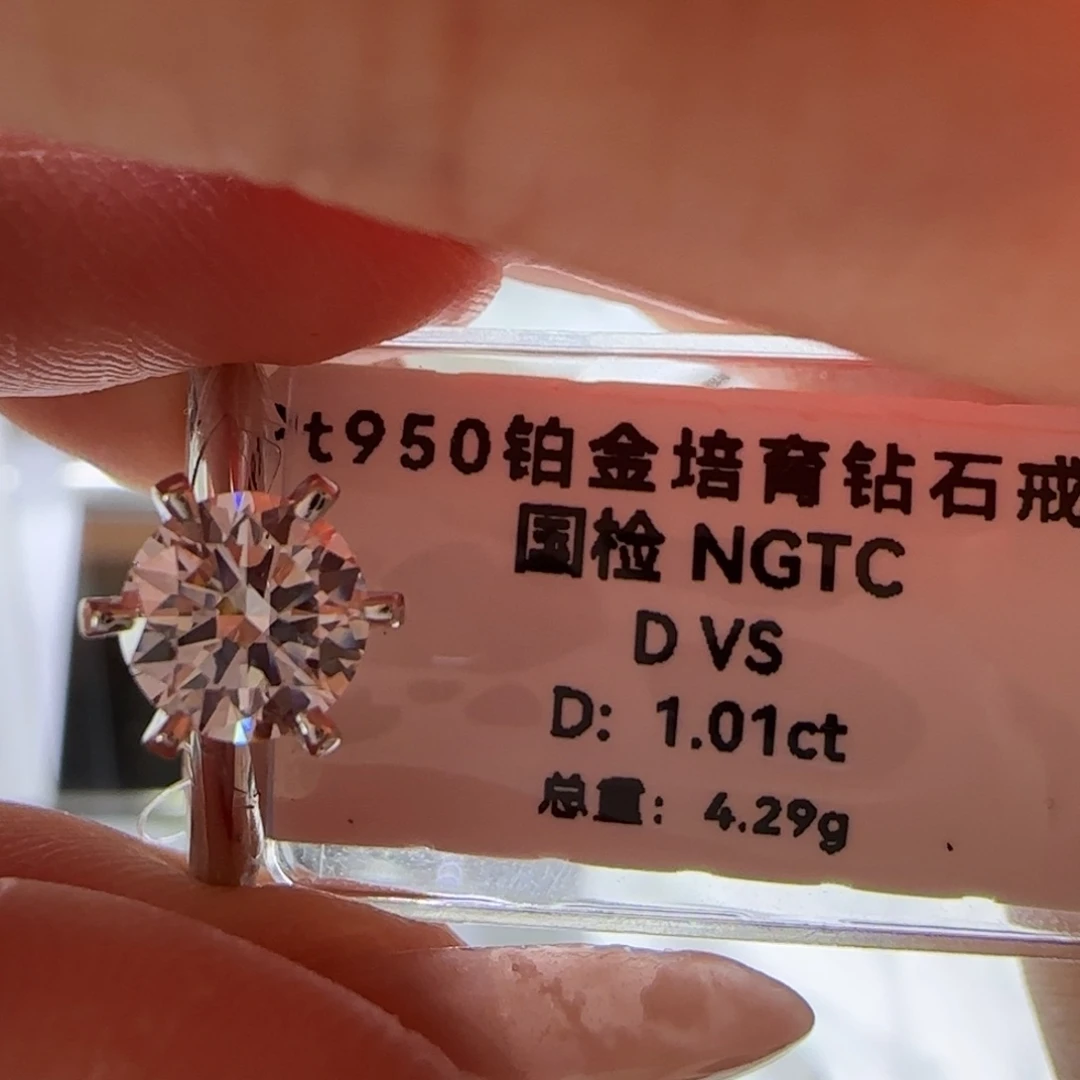 Pt950铂金培育钻石戒
国检 NGTC
D VS
D: 1.01ct
总重: 4.29g